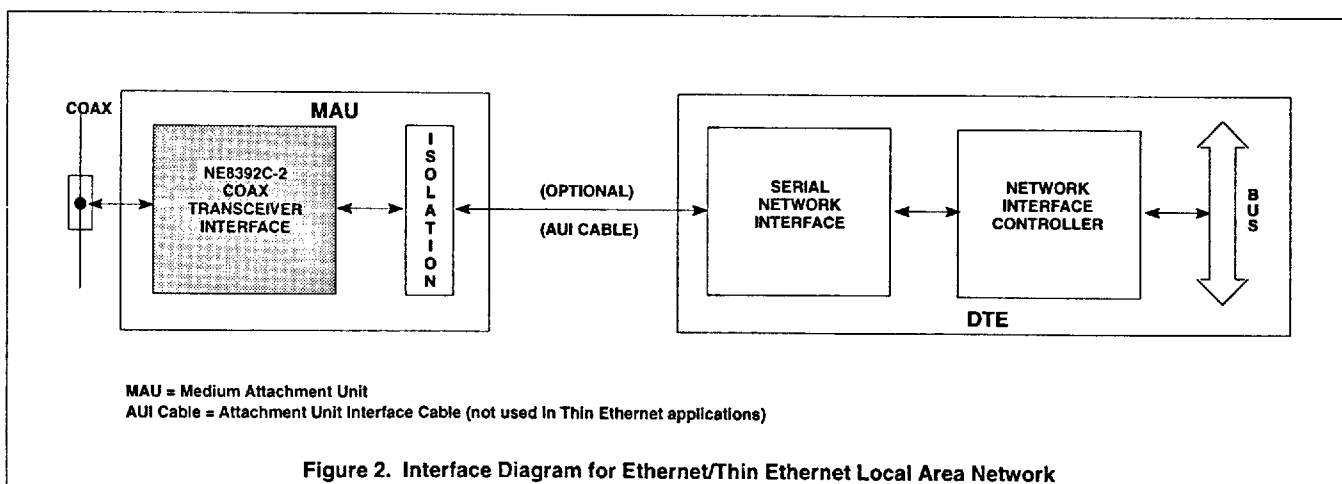 COAX
MAU
NE8392C-2
COAX
TRANSCEIVER
INTERFACE
ISOLATION
(OPTIONAL)
(AUI CABLE)
SERIAL
NETWORK
INTERFACE
NETWORK
INTERFACE
CONTROLLER
BUS
DTE
MAU = Medium Attachment Unit
AUI Cable = Attachment Unit Interface Cable (not used in Thin Ethernet applications)
Figure 2. Interface Diagram for Ethernet/Thin Ethernet Local Area Network